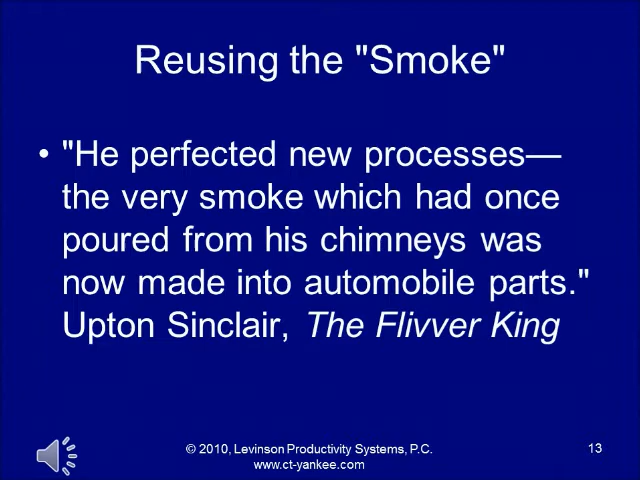 Reusing the "Smoke"
• "He perfected new processes—
the very smoke which had once
poured from his chimneys was
now made into automobile parts."
Upton Sinclair, The Flivver King
© 2010, Levinson Productivity Systems, P.C.
www.ct-yankee.com
13